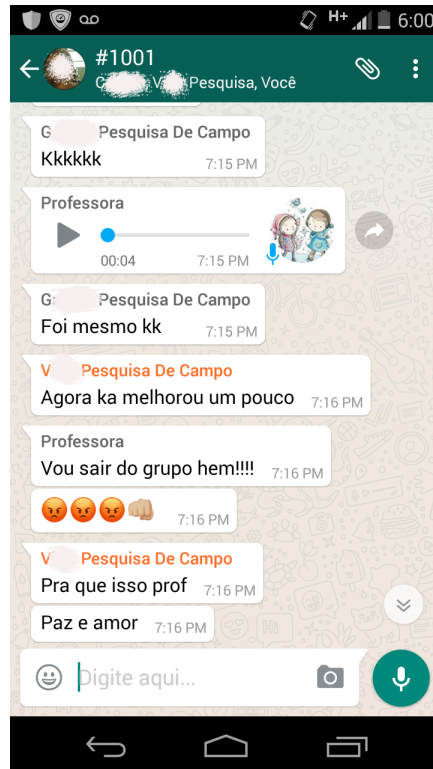 H+ 6:00
#1001
Pesquisa, Você
Pesquisa De Campo
Kkkkkk 7:15 PM
Professora
00:04 7:15 PM
Pesquisa De Campo
Foi mesmo kk 7:15 PM
Pesquisa De Campo
Agora ka melhorou um pouco 7:16 PM
Professora
Vou sair do grupo hem!!!! 7:16 PM
😡😡😡👊🏼 7:16 PM
Pesquisa De Campo
Pra que isso prof 7:16 PM
Paz e amor 7:16 PM
Digite aqui...